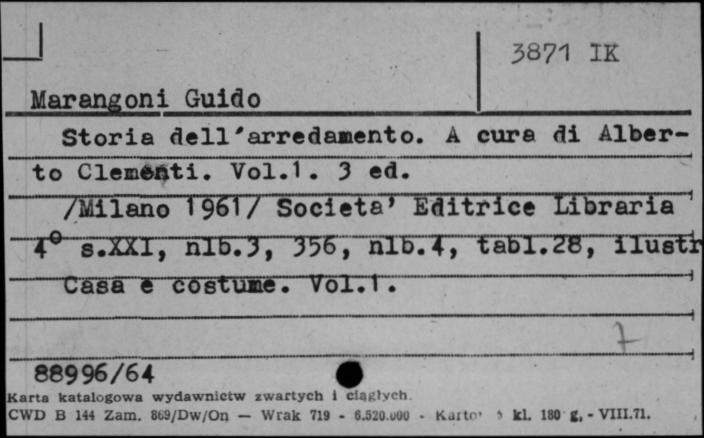 3871 IK
Marangoni Guido
Storia dell'arredamento. A cura di Alber-
to Clementi. Vol.1. 3 ed.
/Milano 1961/ Societa' Editrice Libraria
4° s.XXI, nlb.3, 356, nlb.4, tabl.28, ilustr
Casa e costume. Vol.1.
7
88996/64
Karta katalogowa wydawnictw zwartych i ciągłych.
CWD B 144 Zam. 869/Dw/On — Wrak 719 - 6.520.000 - kl. 180 g. - VIII.71.